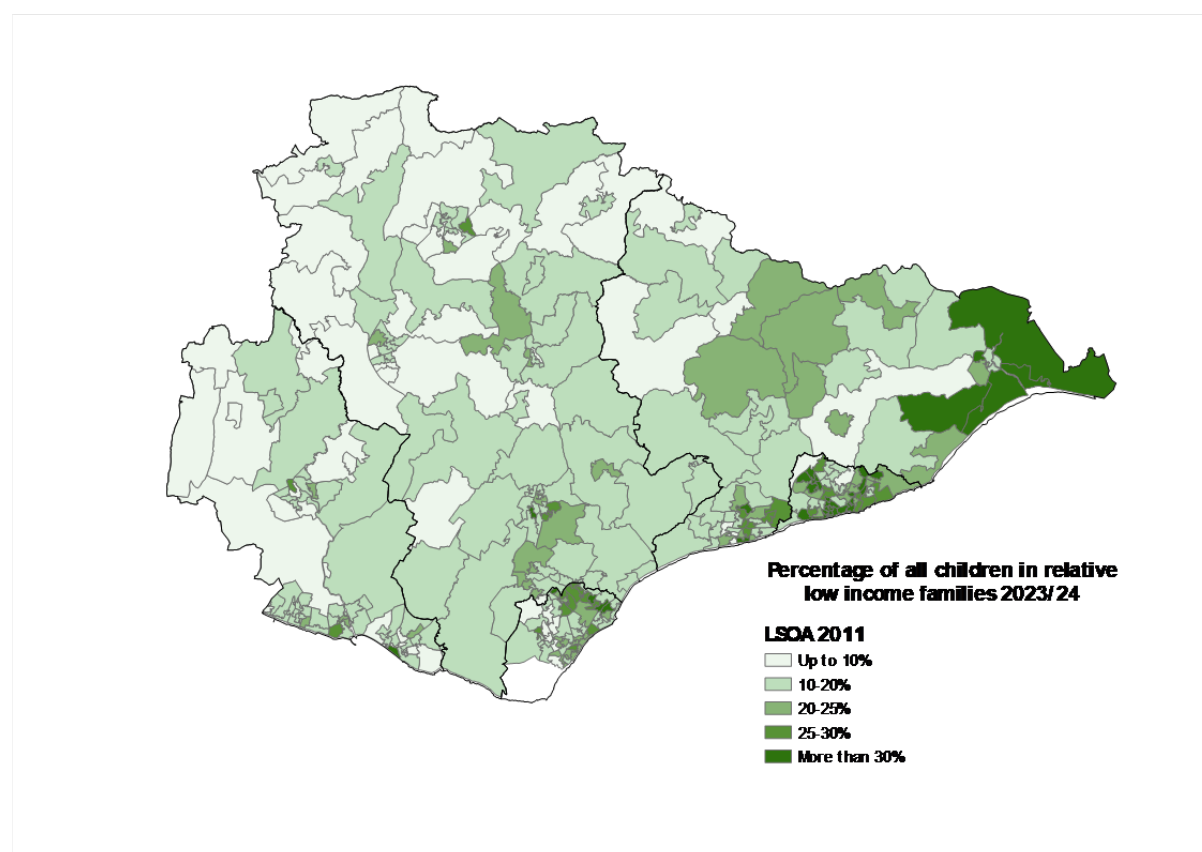 Percentage of all children in relative
low income families 2023/24
LSOA 2011
Up to 10%
10-20%
20-25%
25-30%
More than 30%